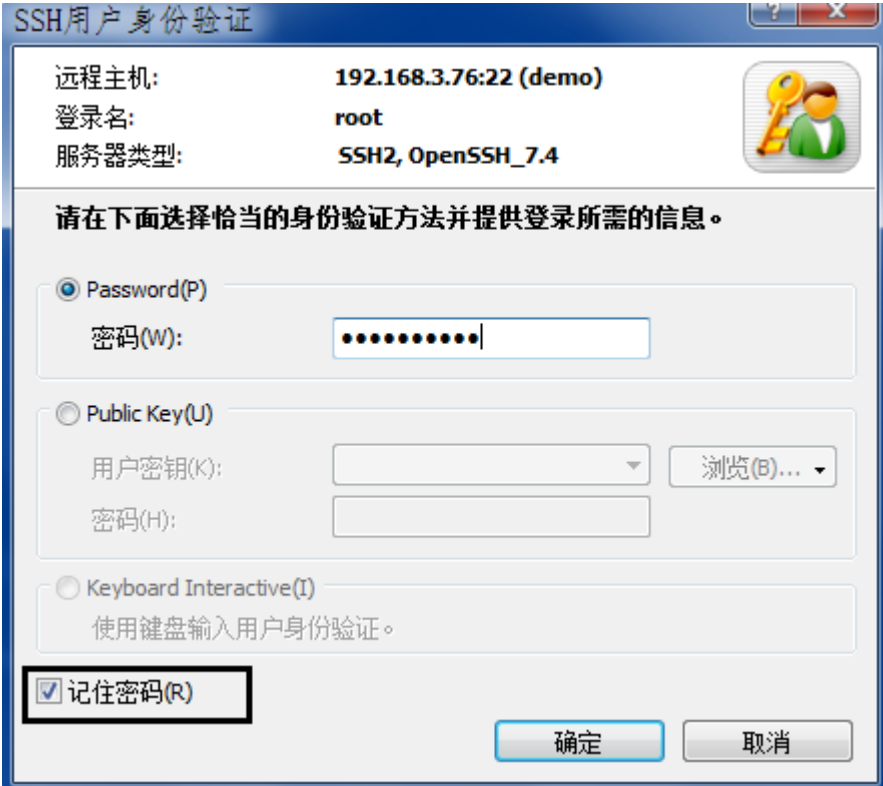 SSH用户身份验证
远程主机: 192.168.3.76:22 (demo)
登录名: root
服务器类型: SSH2, OpenSSH_7.4
请在下面选择恰当的身份验证方法并提供登录所需的信息。
Password(P)
密码(W): ●●●●●●●●●●
Public Key(U)
用户密钥(K): 浏览(B)...
密码(H):
Keyboard Interactive(I)
使用键盘输入用户身份验证。
记住密码(R)
确定 取消